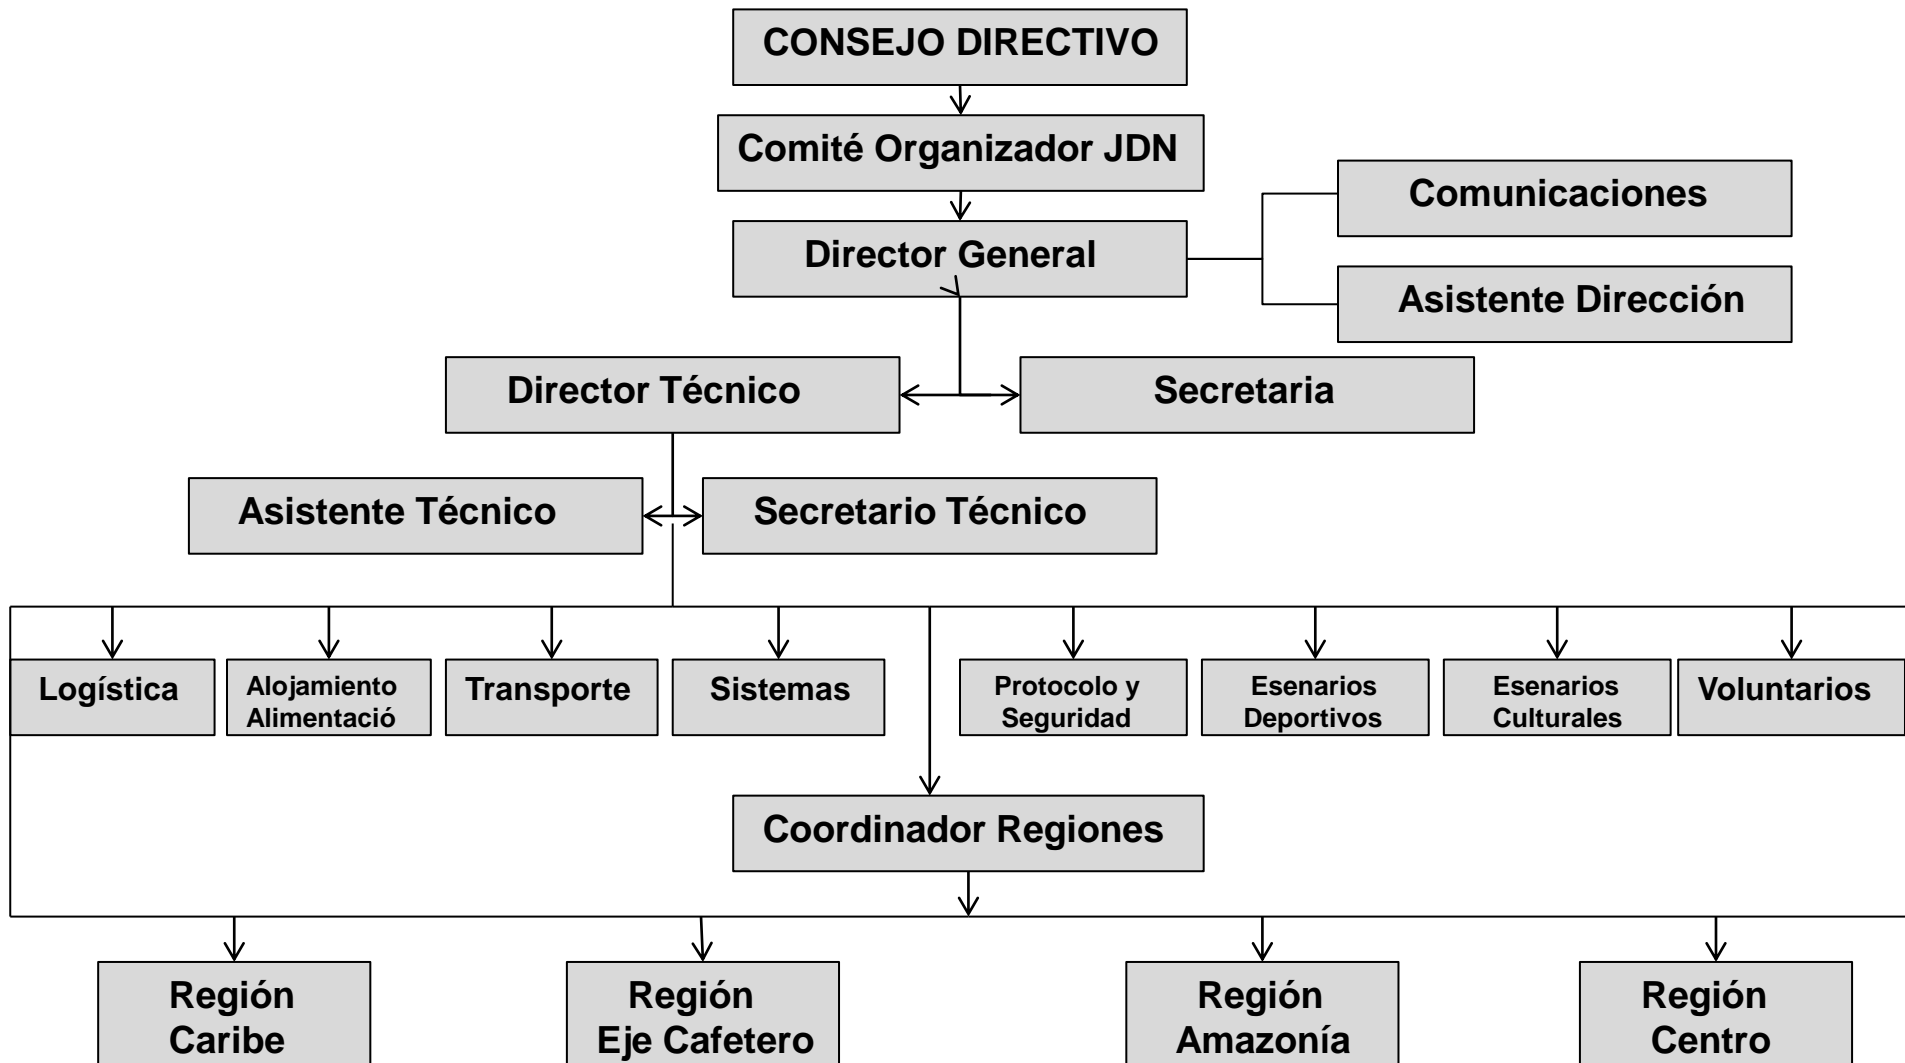 CONSEJO DIRECTIVO
Comité Organizador JDN
Comunicaciones
Director General
Asistente Dirección
Director Técnico
Secretaria
Asistente Técnico
Secretario Técnico
Logística
Alojamiento
Alimentació
Transporte
Sistemas
Protocolo y
Seguridad
Esenarios
Deportivos
Esenarios
Culturales
Voluntarios
Coordinador Regiones
Región
Caribe
Región
Eje Cafetero
Región
Amazonía
Región
Centro